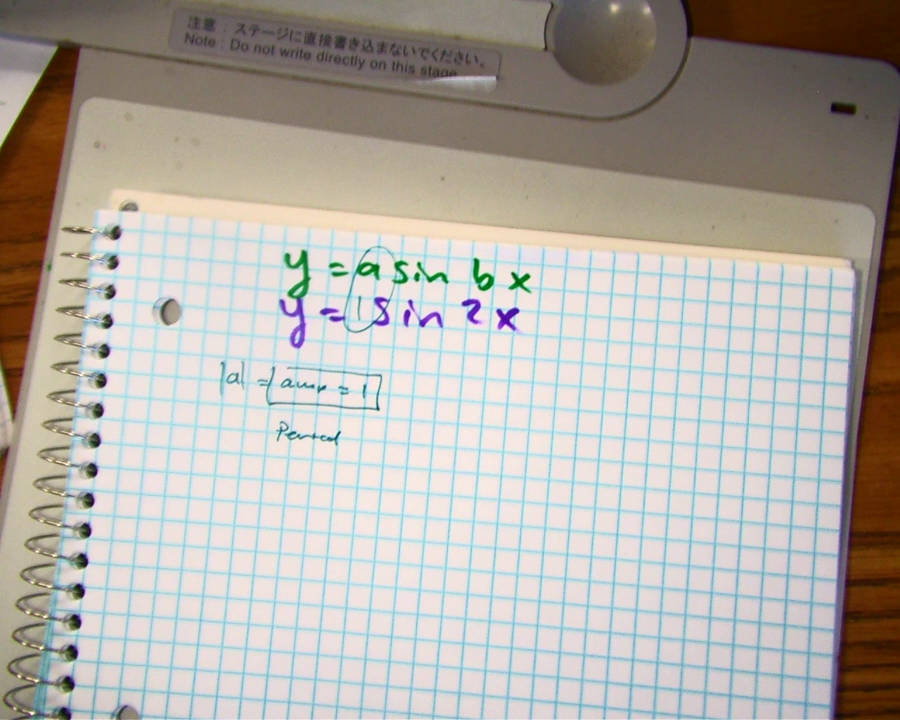 注意：ステージに直接書き込まないでください。
Note : Do not write directly on this stage
y = a sin b x
y = 1 sin 2 x
|a| = amp = 1
Period